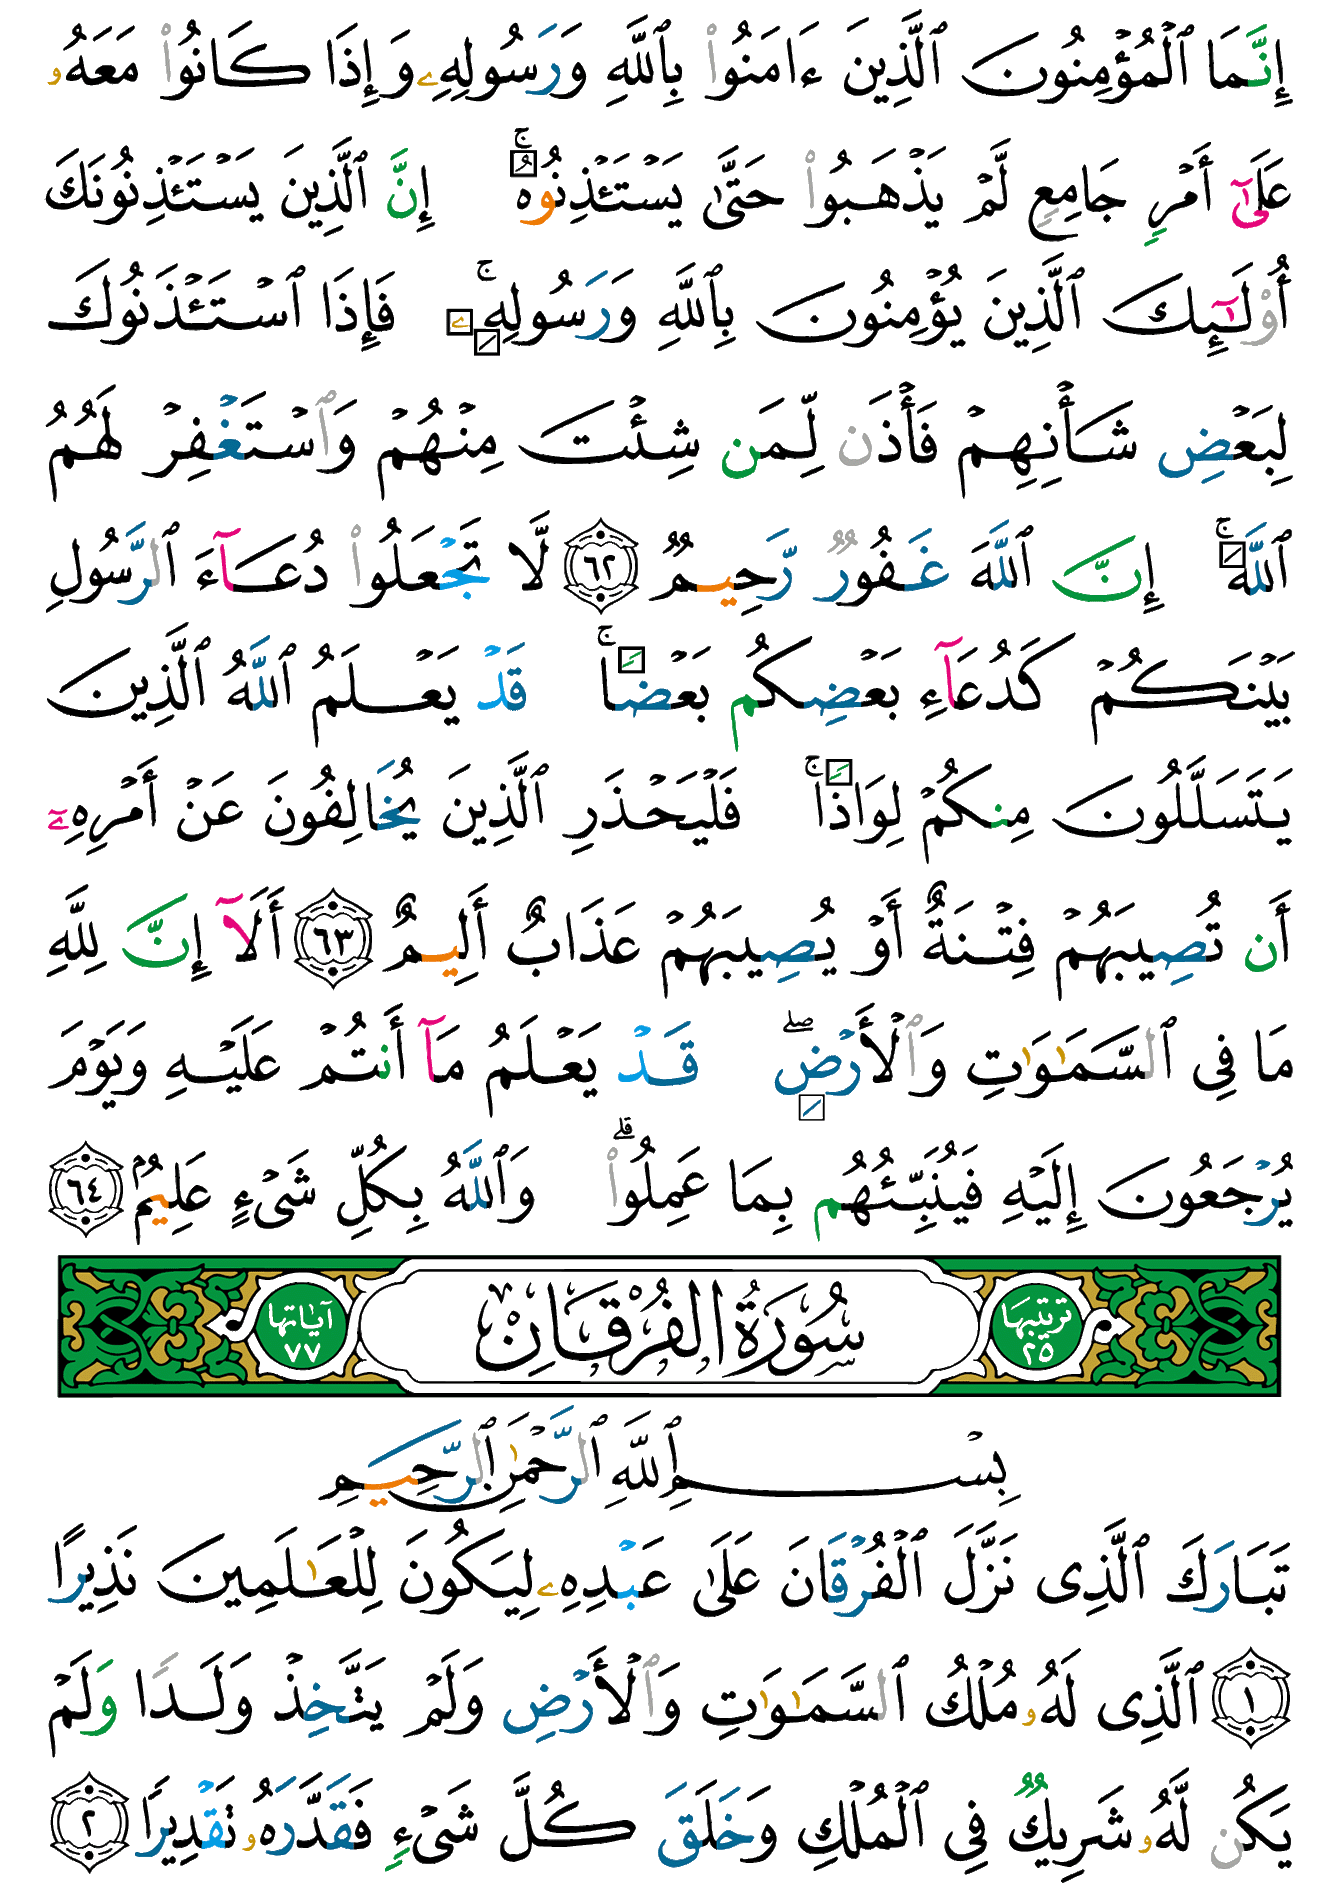 إِنَّمَا ٱلْمُؤْمِنُونَ ٱلَّذِينَ ءَامَنُوا۟ بِٱللَّهِ وَرَسُولِهِۦ وَإِذَا كَانُوا۟ مَعَهُۥ
عَلَىٰٓ أَمْرٍ جَامِعٍ لَّمْ يَذْهَبُوا۟ حَتَّىٰ يَسْتَـْٔذِنُوهُ ۚ إِنَّ ٱلَّذِينَ يَسْتَـْٔذِنُونَكَ
أُو۟لَـٰٓئِكَ ٱلَّذِينَ يُؤْمِنُونَ بِٱللَّهِ وَرَسُولِهِۦ ۚ فَإِذَا ٱسْتَـْٔذَنُوكَ
لِبَعْضِ شَأْنِهِمْ فَأْذَن لِّمَن شِئْتَ مِنْهُمْ وَٱسْتَغْفِرْ لَهُمُ
ٱللَّهَ ۚ إِنَّ ٱللَّهَ غَفُورٌ رَّحِيمٌ ٦٢ لَّا تَجْعَلُوا۟ دُعَآءَ ٱلرَّسُولِ
بَيْنَكُمْ كَدُعَآءِ بَعْضِكُم بَعْضًا ۚ قَدْ يَعْلَمُ ٱللَّهُ ٱلَّذِينَ
يَتَسَلَّلُونَ مِنكُمْ لِوَاذًا ۚ فَلْيَحْذَرِ ٱلَّذِينَ يُخَالِفُونَ عَنْ أَمْرِهِۦٓ
أَن تُصِيبَهُمْ فِتْنَةٌ أَوْ يُصِيبَهُمْ عَذَابٌ أَلِيمٌ ٦٣ أَلَآ إِنَّ لِلَّهِ
مَا فِى ٱلسَّمَـٰوَٰتِ وَٱلْأَرْضِ ۖ قَدْ يَعْلَمُ مَآ أَنتُمْ عَلَيْهِ وَيَوْمَ
يُرْجَعُونَ إِلَيْهِ فَيُنَبِّئُهُم بِمَا عَمِلُوا۟ ۗ وَٱللَّهُ بِكُلِّ شَىْءٍ عَلِيمٌ ٦٤
ترتيبها ٢٥ سُورَةُ الفُرْقَانِ آياتها ٧٧
بِسْمِ ٱللَّهِ ٱلرَّحْمَـٰنِ ٱلرَّحِيمِ
تَبَارَكَ ٱلَّذِى نَزَّلَ ٱلْفُرْقَانَ عَلَىٰ عَبْدِهِۦ لِيَكُونَ لِلْعَـٰلَمِينَ نَذِيرًا
١ ٱلَّذِى لَهُۥ مُلْكُ ٱلسَّمَـٰوَٰتِ وَٱلْأَرْضِ وَلَمْ يَتَّخِذْ وَلَدًا وَلَمْ
يَكُن لَّهُۥ شَرِيكٌ فِى ٱلْمُلْكِ وَخَلَقَ كُلَّ شَىْءٍ فَقَدَّرَهُۥ تَقْدِيرًا ٢